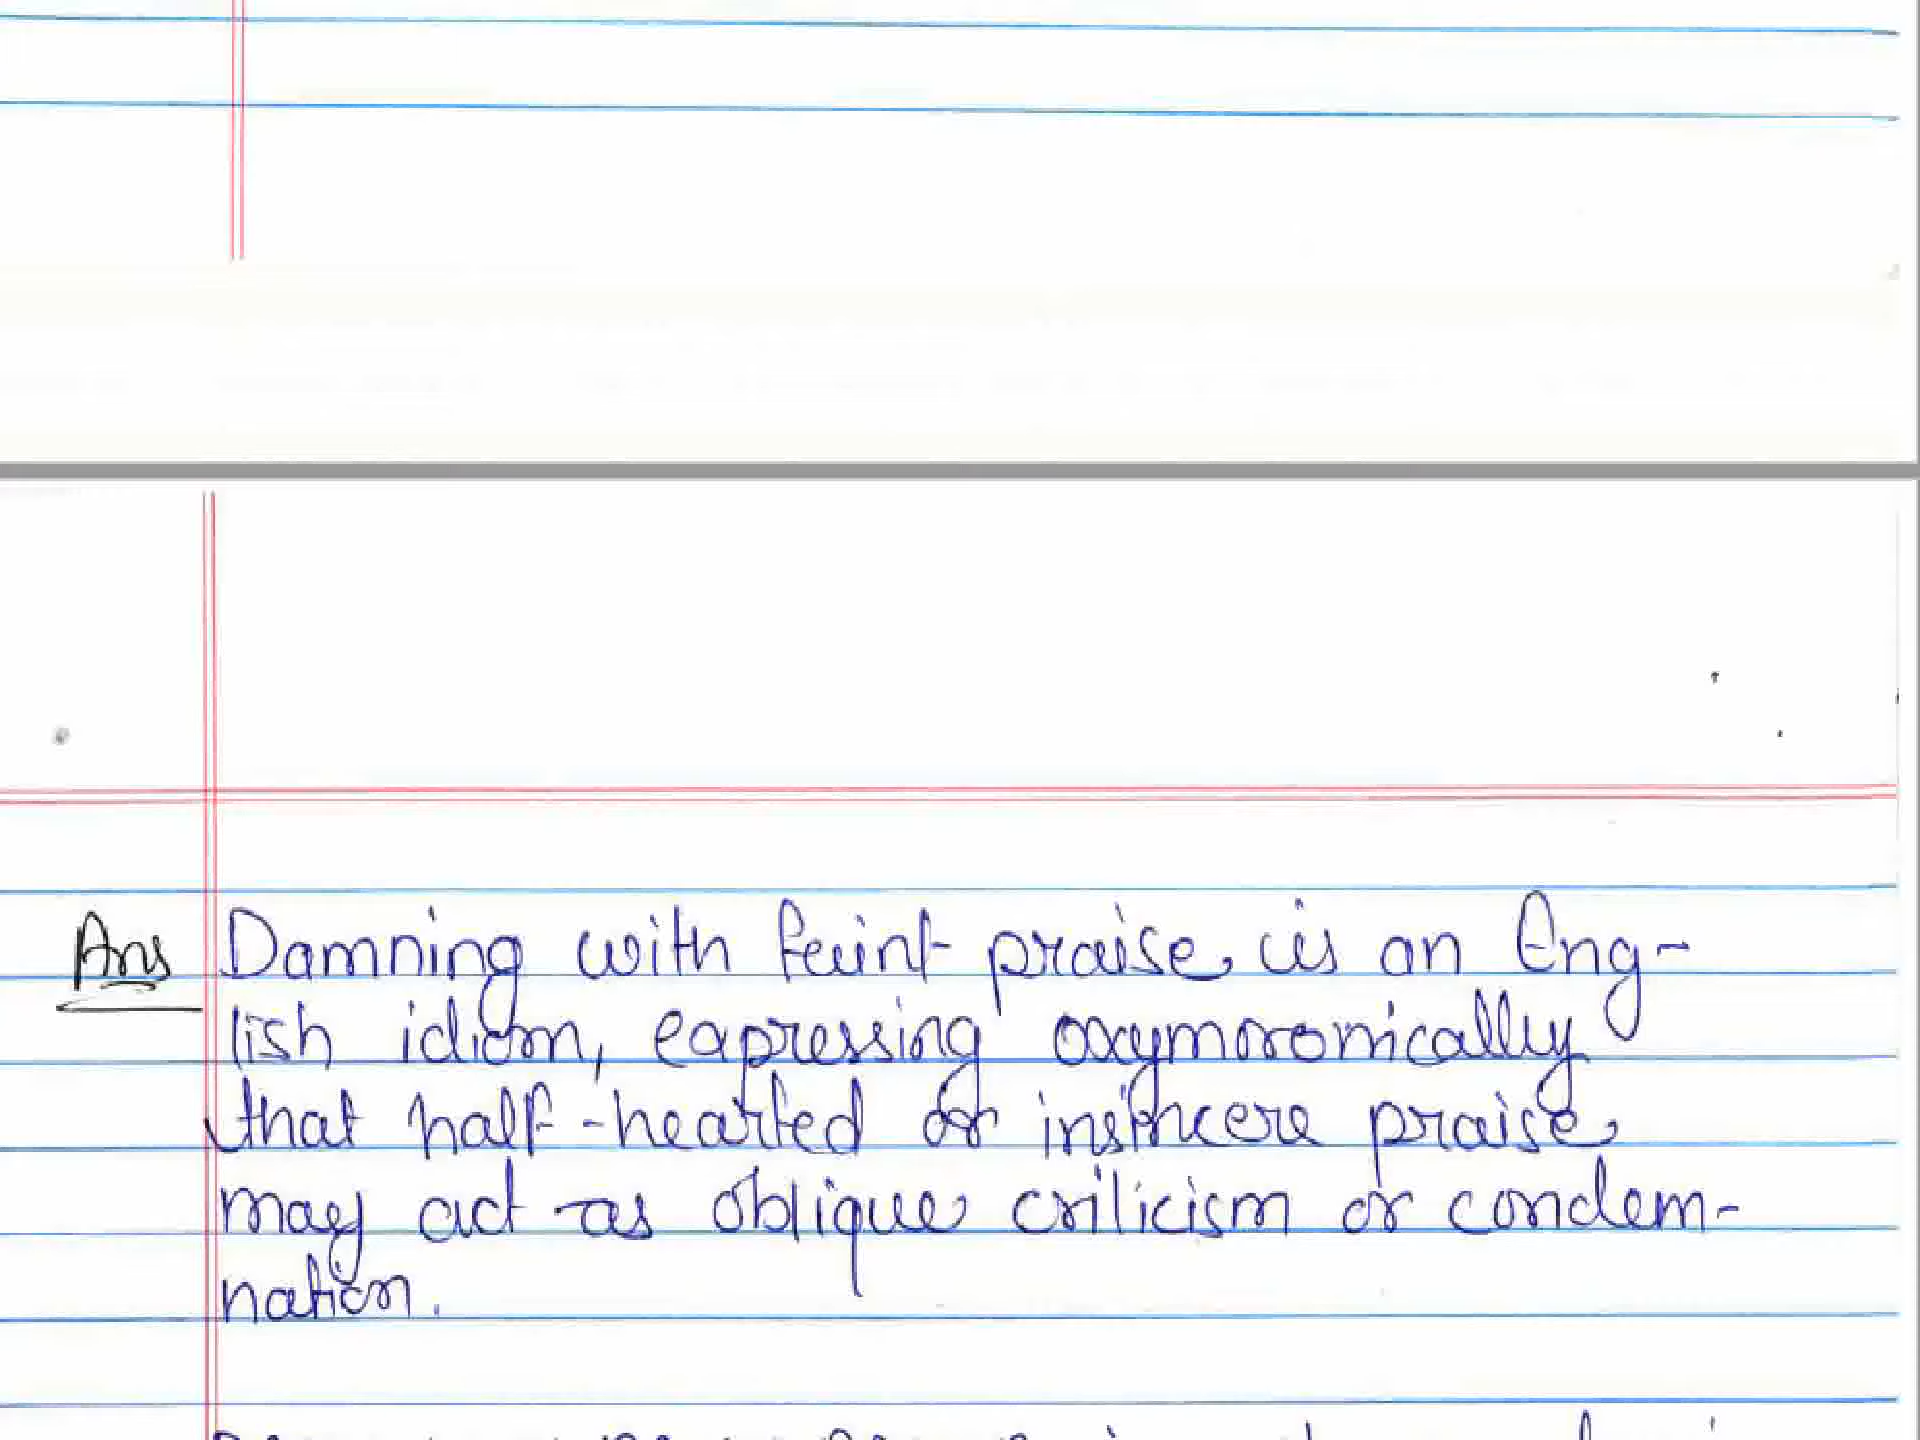 Ans Damning with feint praise is an Eng-
lish idiom, expressing oxymoronically
that half-hearted or insincere praise
may act as oblique criticism or condem-
nation.